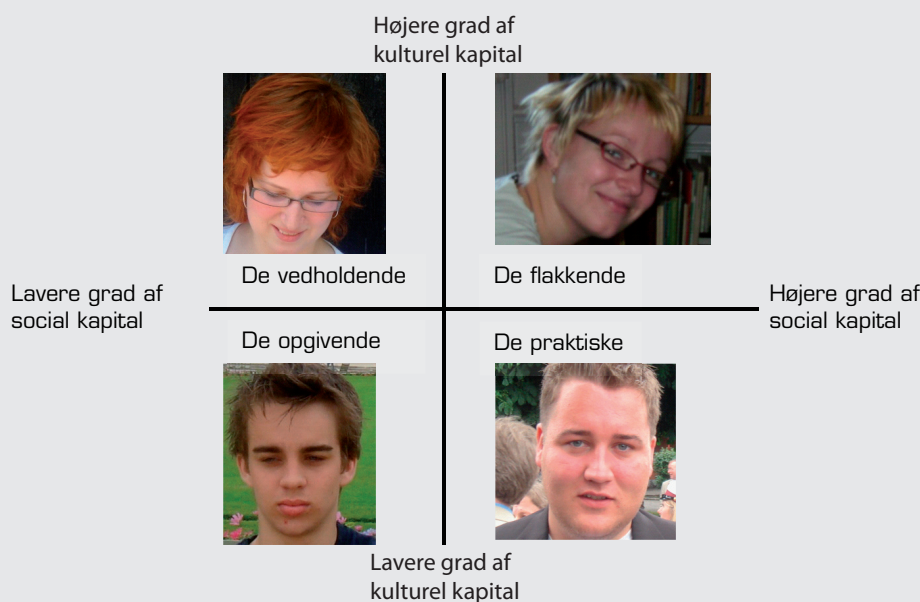 Højere grad af
kulturel kapital
De vedholdende
De flakkende
Lavere grad af
social kapital
Højere grad af
social kapital
De opgivende
De praktiske
Lavere grad af
kulturel kapital